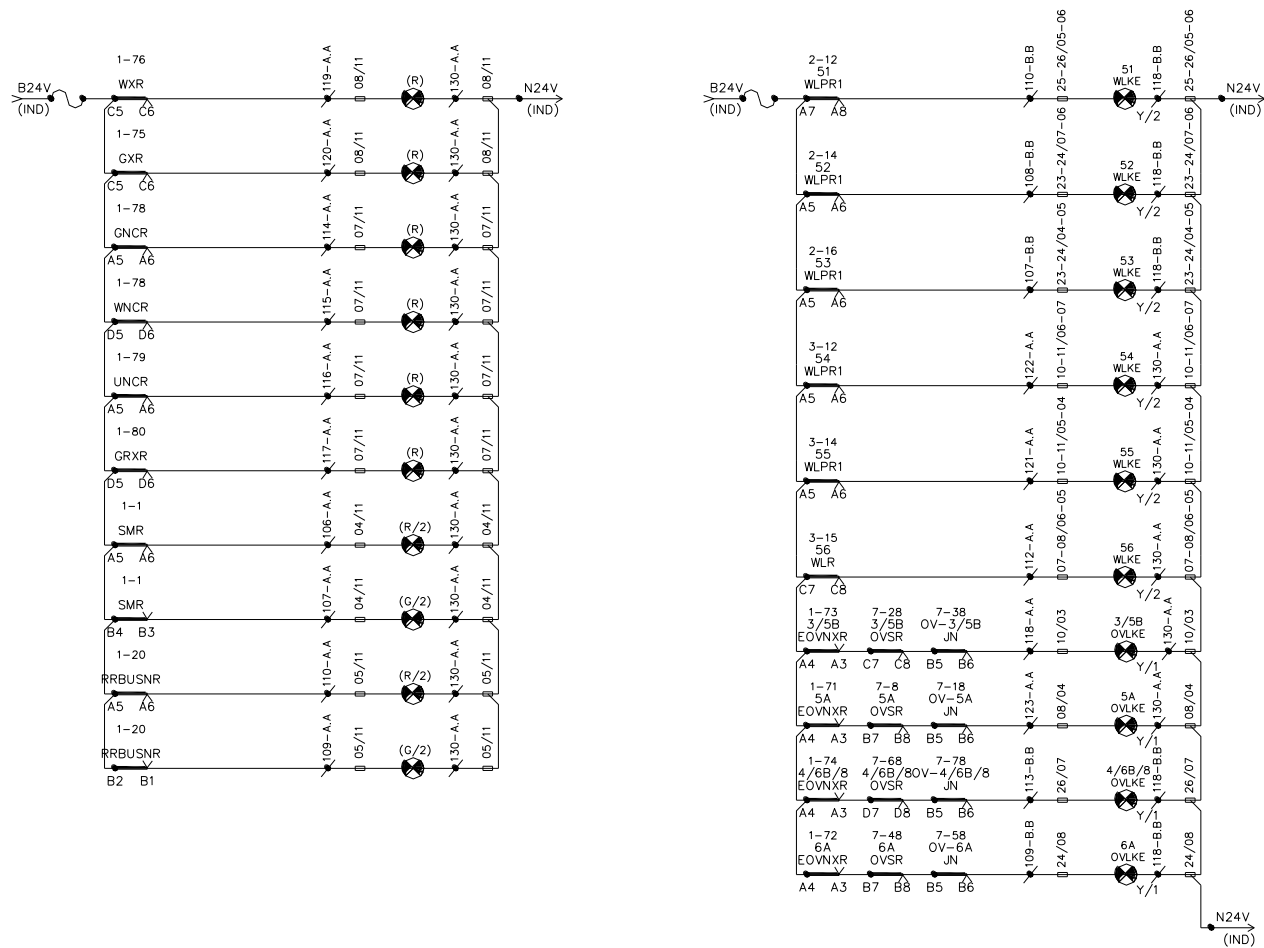 B24V
(IND)
1-76
WXR
C5 C6
119-A.A
08/11
(R)
130-A.A
08/11
N24V
(IND)
1-75
GXR
C5 C6
120-A.A
08/11
(R)
130-A.A
08/11
1-78
GNCR
A5 A6
114-A.A
07/11
(R)
130-A.A
07/11
1-78
WNCR
D5 D6
115-A.A
07/11
(R)
130-A.A
07/11
1-79
UNCR
A5 A6
116-A.A
07/11
(R)
130-A.A
07/11
1-80
GRXR
D5 D6
117-A.A
07/11
(R)
130-A.A
07/11
1-1
SMR
A5 A6
106-A.A
04/11
(R/2)
130-A.A
04/11
1-1
SMR
B4 B3
107-A.A
04/11
(G/2)
130-A.A
04/11
1-20
RRBUSNR
A5 A6
110-A.A
05/11
(R/2)
130-A.A
05/11
1-20
RRBUSNR
B2 B1
109-A.A
05/11
(G/2)
130-A.A
05/11
B24V
(IND)
2-12
51
WLPR1
A7 A8
110-B.B
25-26/05-06
51
WLKE
Y/2
118-B.B
25-26/05-06
N24V
(IND)
2-14
52
WLPR1
A5 A6
108-B.B
23-24/07-06
52
WLKE
Y/2
118-B.B
23-24/07-06
2-16
53
WLPR1
A5 A6
107-B.B
23-24/04-05
53
WLKE
Y/2
118-B.B
23-24/04-05
3-12
54
WLPR1
A5 A6
122-A.A
10-11/06-07
54
WLKE
Y/2
130-A.A
10-11/06-07
3-14
55
WLPR1
A5 A6
121-A.A
10-11/05-04
55
WLKE
Y/2
130-A.A
10-11/05-04
3-15
56
WLR
C7 C8
112-A.A
07-08/06-05
56
WLKE
Y/2
130-A.A
07-08/06-05
1-73 7-28 7-38
3/5B 3/5B OV-3/5B
EOVNXR OVSR JN
A4 A3 C7 C8 B5 B6
118-A.A
10/03
3/5B
OVLKE
Y/1
130-A.A
10/03
1-71 7-8 7-18
5A 5A OV-5A
EOVNXR OVSR JN
A4 A3 B7 B8 B5 B6
123-A.A
08/04
5A
OVLKE
Y/1
130-A.A
08/04
1-74 7-68 7-78
4/6B/8 4/6B/8 OV-4/6B/8
EOVNXR OVSR JN
A4 A3 D7 D8 B5 B6
113-B.B
26/07
4/6B/8
OVLKE
Y/1
118-B.B
26/07
1-72 7-48 7-58
6A 6A OV-6A
EOVNXR OVSR JN
A4 A3 B7 B8 B5 B6
109-B.B
24/08
6A
OVLKE
Y/1
118-B.B
24/08
N24V
(IND)